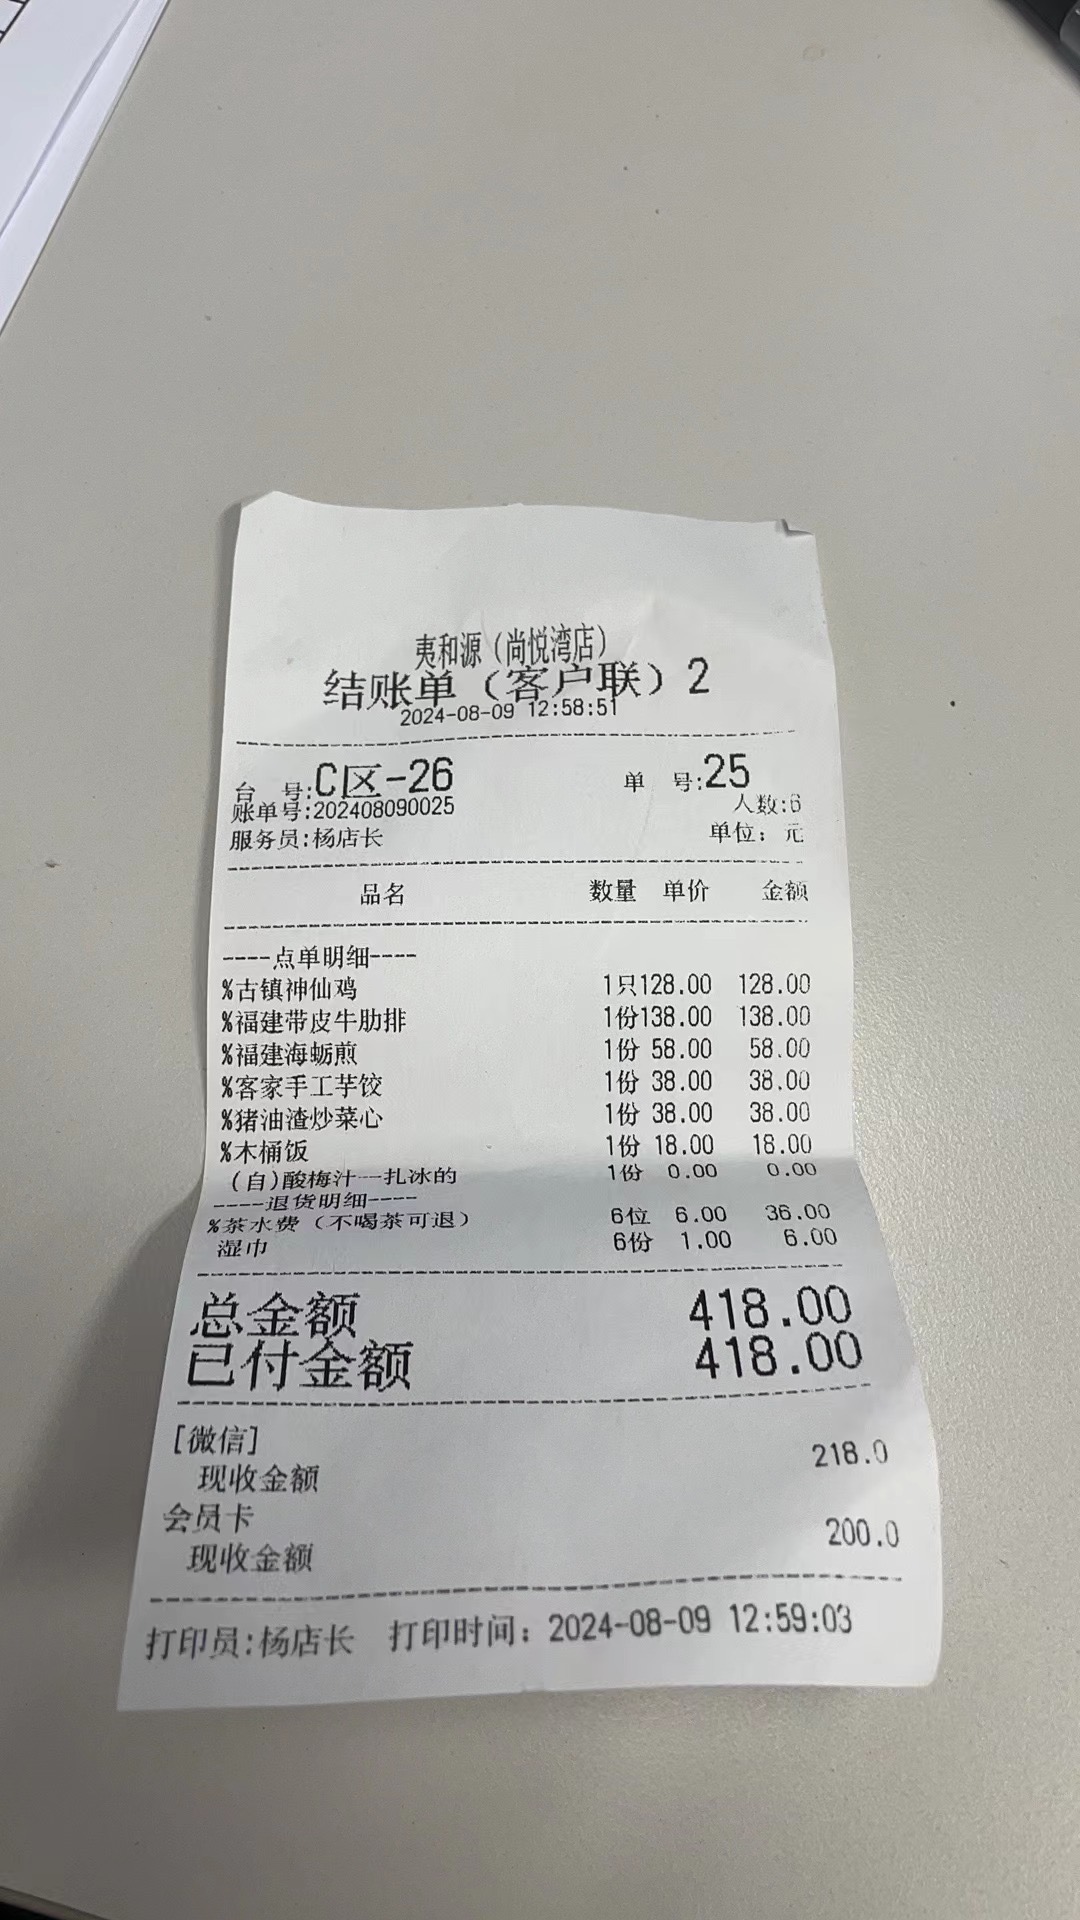 夷和源（尚悦湾店）
结账单（客户联）2
2024-08-09 12:58:51
台 号:C区-26 单 号:25
账单号:202408090025 人数:6
服务员:杨店长 单位：元
品名 数量 单价 金额
----点单明细----
%古镇神仙鸡 1只128.00 128.00
%福建带皮牛肋排 1份138.00 138.00
%福建海蛎煎 1份 58.00 58.00
%客家手工芋饺 1份 38.00 38.00
%猪油渣炒菜心 1份 38.00 38.00
%木桶饭 1份 18.00 18.00
(自)酸梅汁一扎冰的 1份 0.00 0.00
----退货明细----
%茶水费（不喝茶可退） 6位 6.00 36.00
湿巾 6份 1.00 6.00
总金额 418.00
已付金额 418.00
[微信]
现收金额 218.0
会员卡
现收金额 200.0
打印员:杨店长 打印时间：2024-08-09 12:59:03